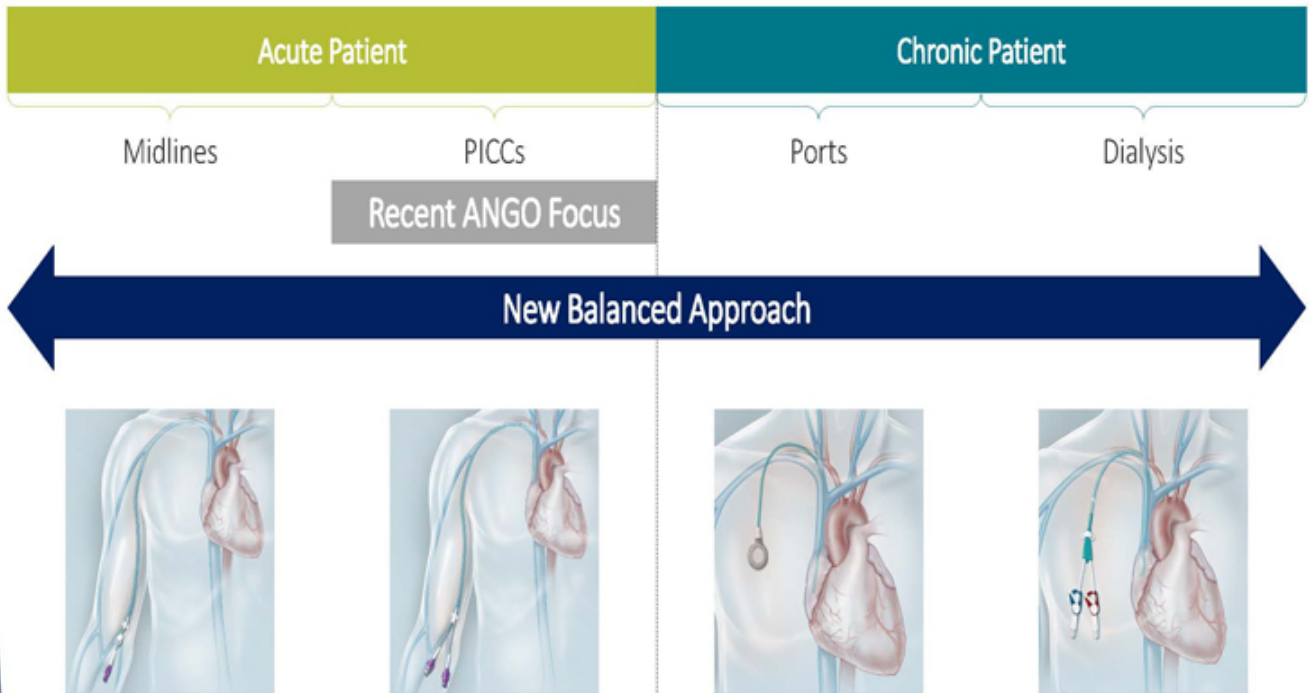 Acute Patient
Chronic Patient
Midlines
PICCs
Ports
Dialysis
Recent ANGO Focus
New Balanced Approach